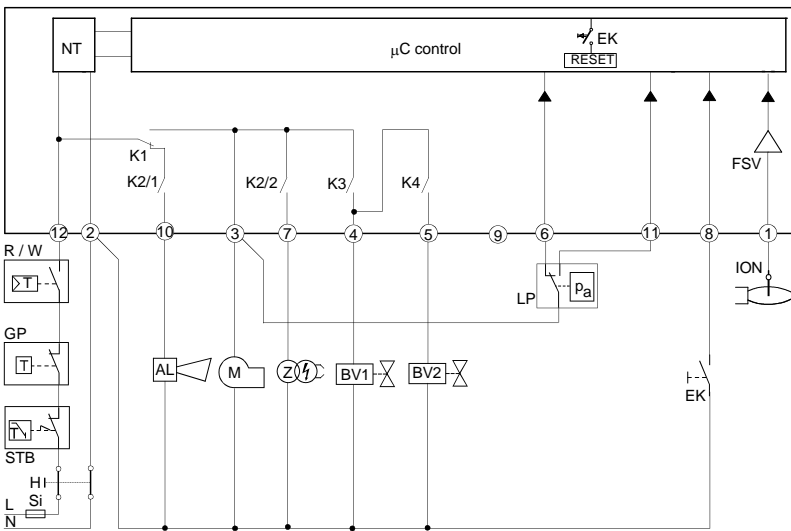 NT
µC control
EK
RESET
K1
K2/1
K2/2
K3
K4
FSV
12
2
10
3
7
4
5
9
6
11
8
1
R / W
T
GP
T
STB
T
LP
pa
ION
AL
M
Z
BV1
BV2
EK
H
Si
L
N